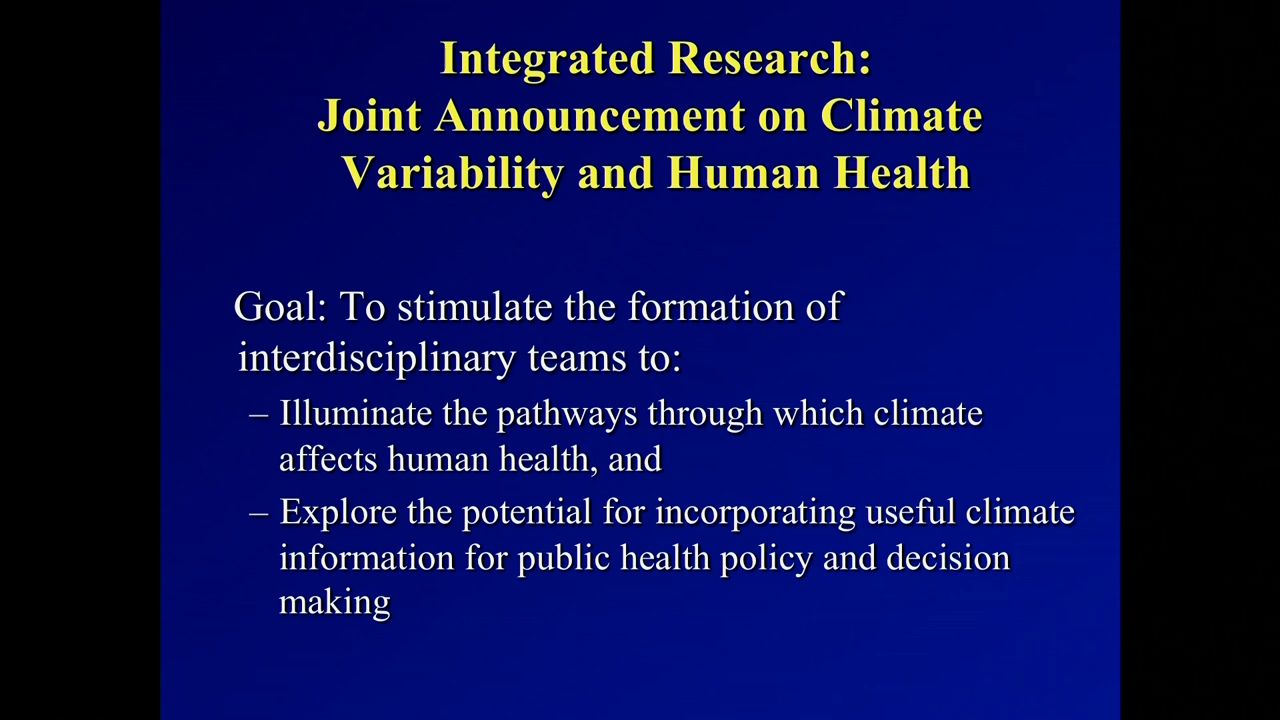 Integrated Research:
Joint Announcement on Climate
Variability and Human Health
Goal: To stimulate the formation of
interdisciplinary teams to:
– Illuminate the pathways through which climate
affects human health, and
– Explore the potential for incorporating useful climate
information for public health policy and decision
making